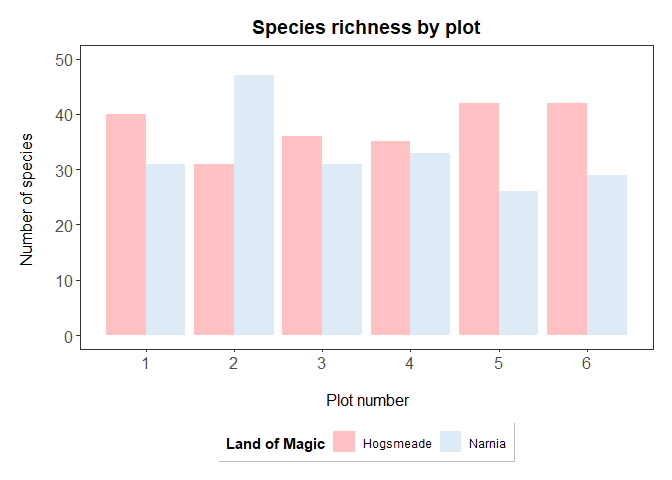 Species richness by plot
Number of species
50
40
30
20
10
0
1 2 3 4 5 6
Plot number
Land of Magic Hogsmeade Narnia